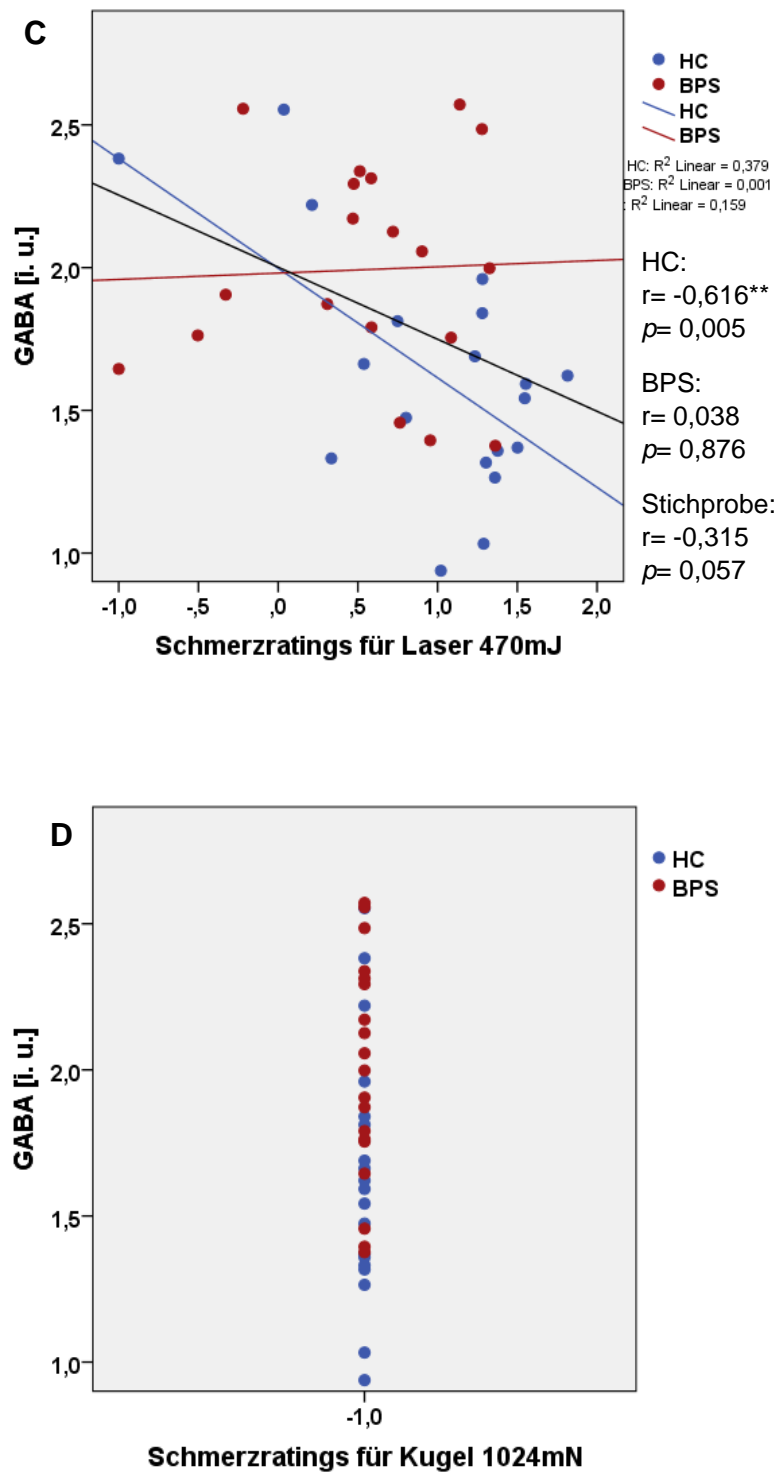 C
HC
BPS
HC
BPS
HC: R² Linear = 0,379
BPS: R² Linear = 0,001
: R² Linear = 0,159
HC:
r= -0,616**
p= 0,005
BPS:
r= 0,038
p= 0,876
Stichprobe:
r= -0,315
p= 0,057
GABA [i. u.]
2,5
2,0
1,5
1,0
-1,0 -,5 ,0 ,5 1,0 1,5 2,0
Schmerzratings für Laser 470mJ
D
HC
BPS
GABA [i. u.]
2,5
2,0
1,5
1,0
-1,0
Schmerzratings für Kugel 1024mN